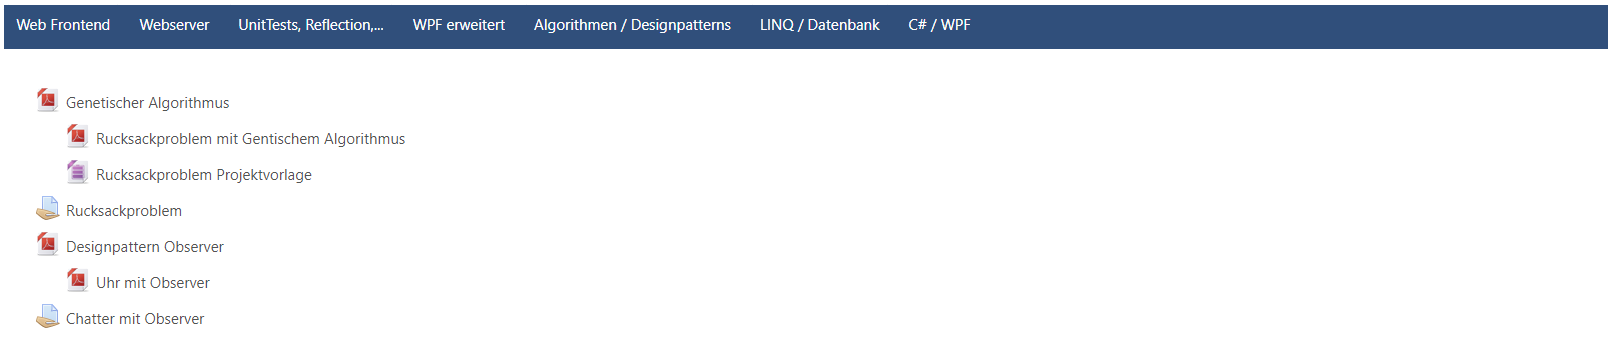 Web Frontend Webserver UnitTests, Reflection,... WPF erweitert Algorithmen / Designpatterns LINQ / Datenbank C# / WPF
Genetischer Algorithmus
Rucksackproblem mit Gentischem Algorithmus
Rucksackproblem Projektvorlage
Rucksackproblem
Designpattern Observer
Uhr mit Observer
Chatter mit Observer